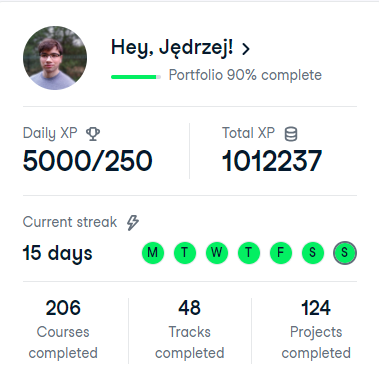 Hey, Jędrzej!
Portfolio 90% complete
Daily XP
Total XP
5000/250
1012237
Current streak
15 days
M T W T F S S
206
48
124
Courses
completed
Tracks
completed
Projects
completed